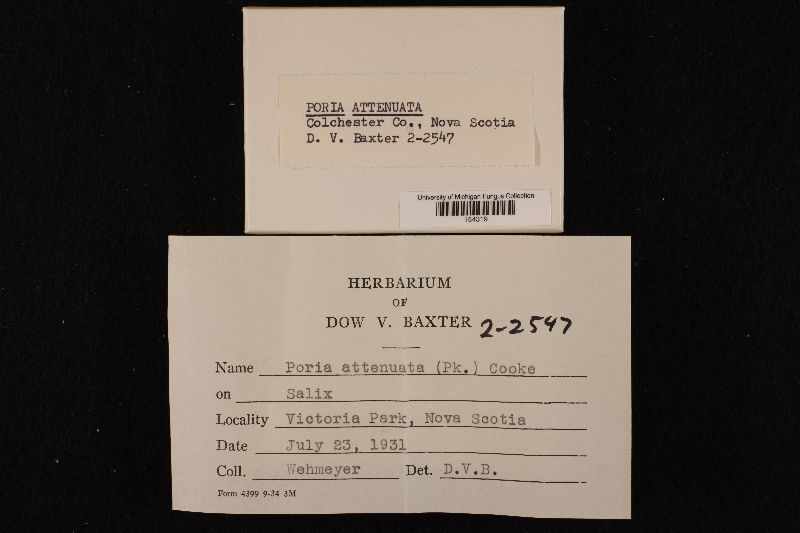 PORIA ATTENUATA
Colchester Co., Nova Scotia
D. V. Baxter 2-2547
University of Michigan Fungus Collection
164319
HERBARIUM
OF
DOW V. BAXTER 2-2547
Name Poria attenuata (Pk.) Cooke
on Salix
Locality Victoria Park, Nova Scotia
Date July 23, 1931
Coll. Wehmeyer Det. D.V.B.
Form 4399 9-34 3M